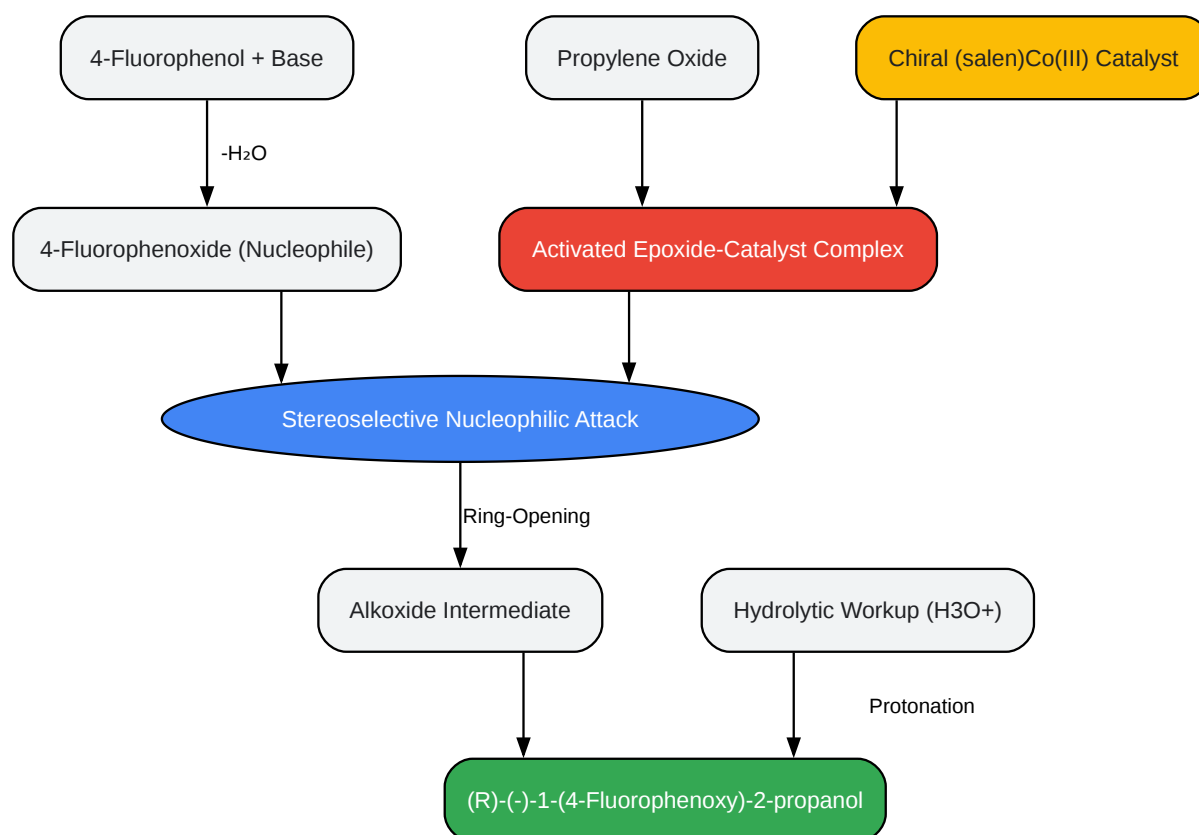 4-Fluorophenol + Base
Propylene Oxide
Chiral (salen)Co(III) Catalyst
-H₂O
4-Fluorophenoxide (Nucleophile)
Activated Epoxide-Catalyst Complex
Stereoselective Nucleophilic Attack
Ring-Opening
Alkoxide Intermediate
Hydrolytic Workup (H3O+)
Protonation
(R)-(-)-1-(4-Fluorophenoxy)-2-propanol